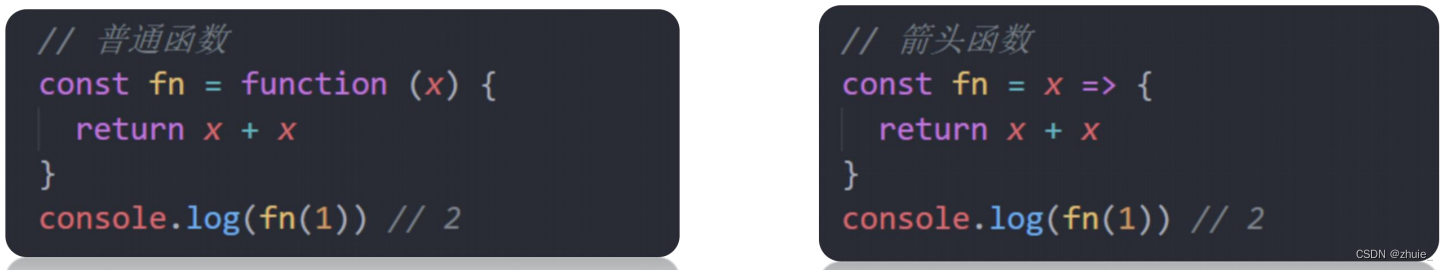 // 普通函数
const fn = function (x) {
  return x + x
}
console.log(fn(1)) // 2
// 箭头函数
const fn = x => {
  return x + x
}
console.log(fn(1)) // 2
CSDN @zhuie_